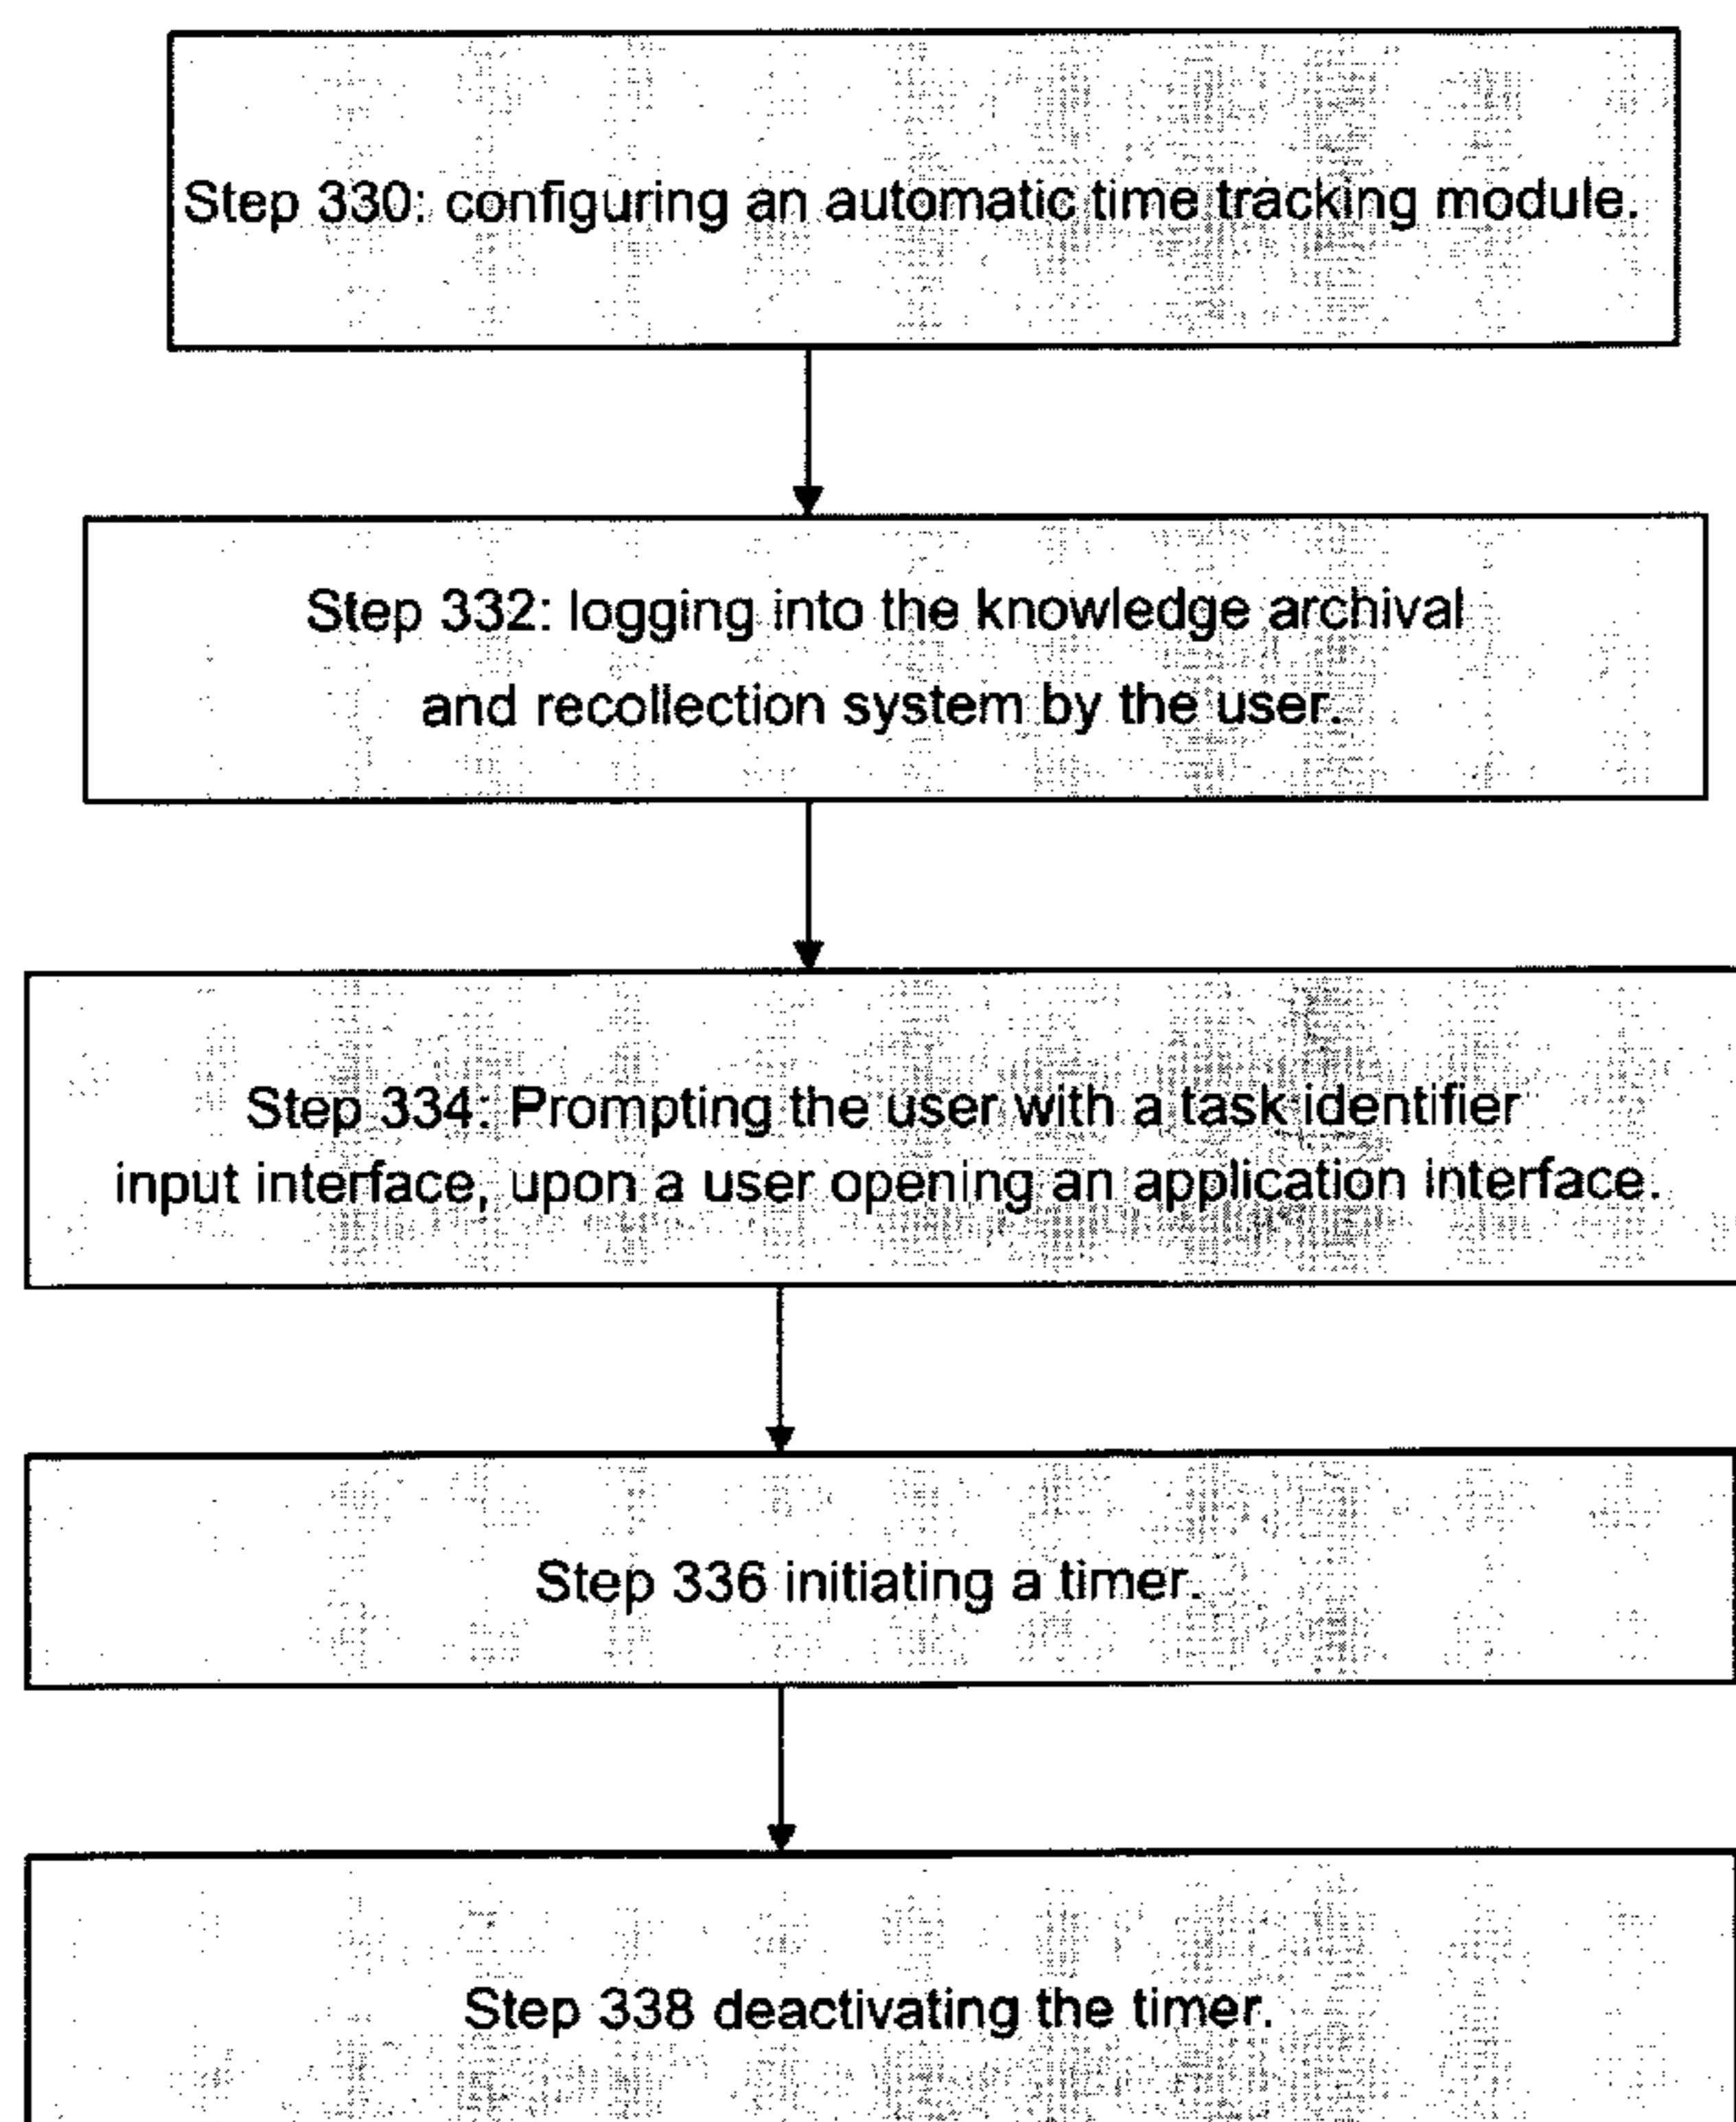 Step 330: configuring an automatic time tracking module.
Step 332: logging into the knowledge archival
and recollection system by the user.
Step 334: Prompting the user with a task identifier
input interface, upon a user opening an application interface.
Step 336 initiating a timer.
Step 338 deactivating the timer.